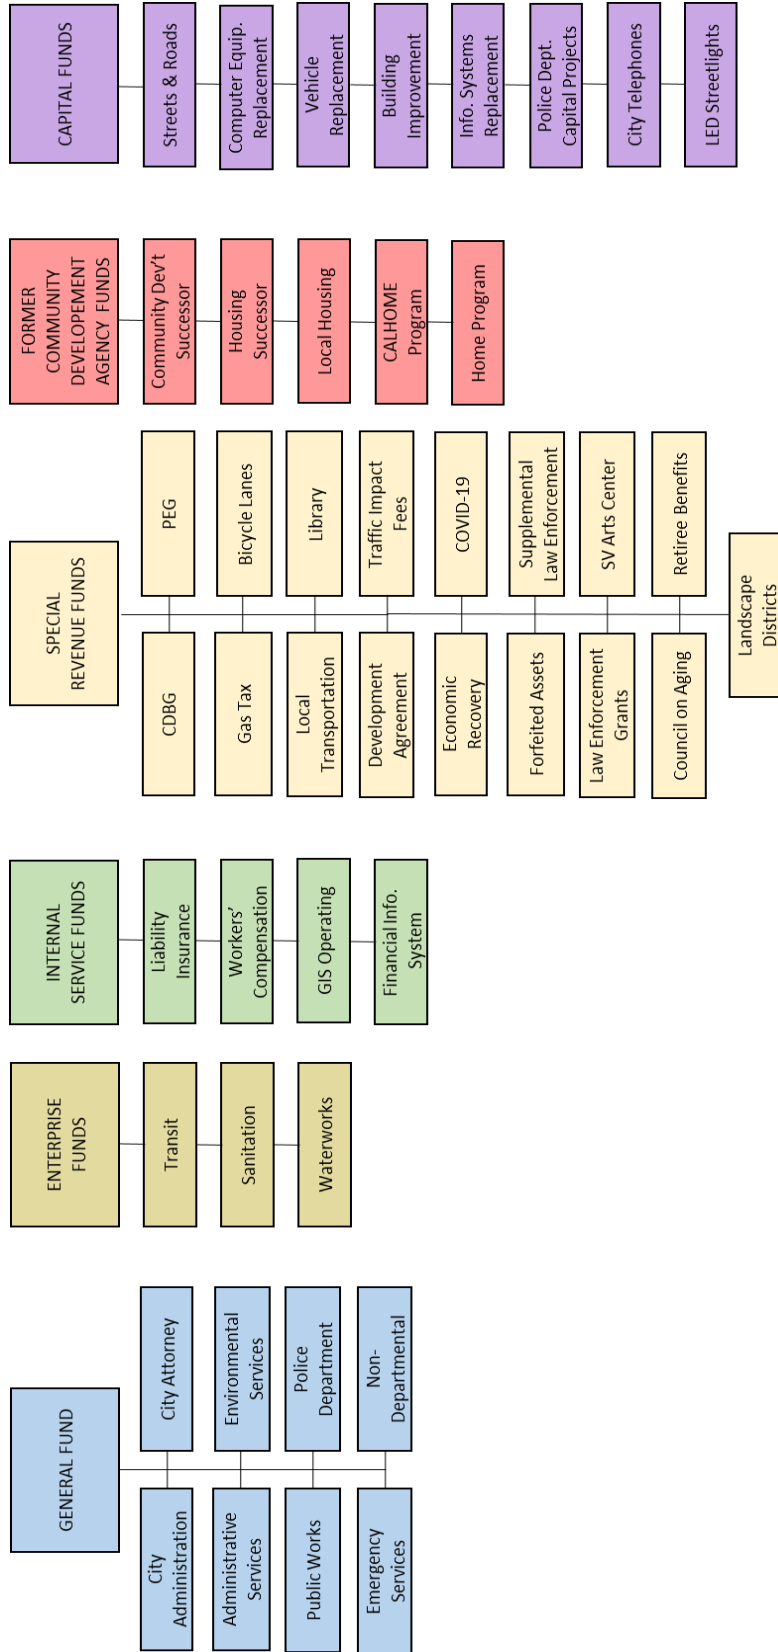 GENERAL FUND
City
Administration
City Attorney
Administrative
Services
Environmental
Services
Public Works
Police
Department
Emergency
Services
Non-
Departmental
ENTERPRISE
FUNDS
Transit
Sanitation
Waterworks
INTERNAL
SERVICE FUNDS
Liability
Insurance
Workers'
Compensation
GIS Operating
Financial Info.
System
SPECIAL
REVENUE FUNDS
CDBG
PEG
Gas Tax
Bicycle Lanes
Local
Transportation
Library
Development
Agreement
Traffic Impact
Fees
Economic
Recovery
COVID-19
Forfeited Assets
Supplemental
Law Enforcement
Law Enforcement
Grants
SV Arts Center
Council on Aging
Retiree Benefits
Landscape
Districts
FORMER
COMMUNITY
DEVELOPEMENT
AGENCY FUNDS
Community Dev't
Successor
Housing
Successor
Local Housing
CALHOME
Program
Home Program
CAPITAL FUNDS
Streets & Roads
Computer Equip.
Replacement
Vehicle
Replacement
Building
Improvement
Info. Systems
Replacement
Police Dept.
Capital Projects
City Telephones
LED Streetlights